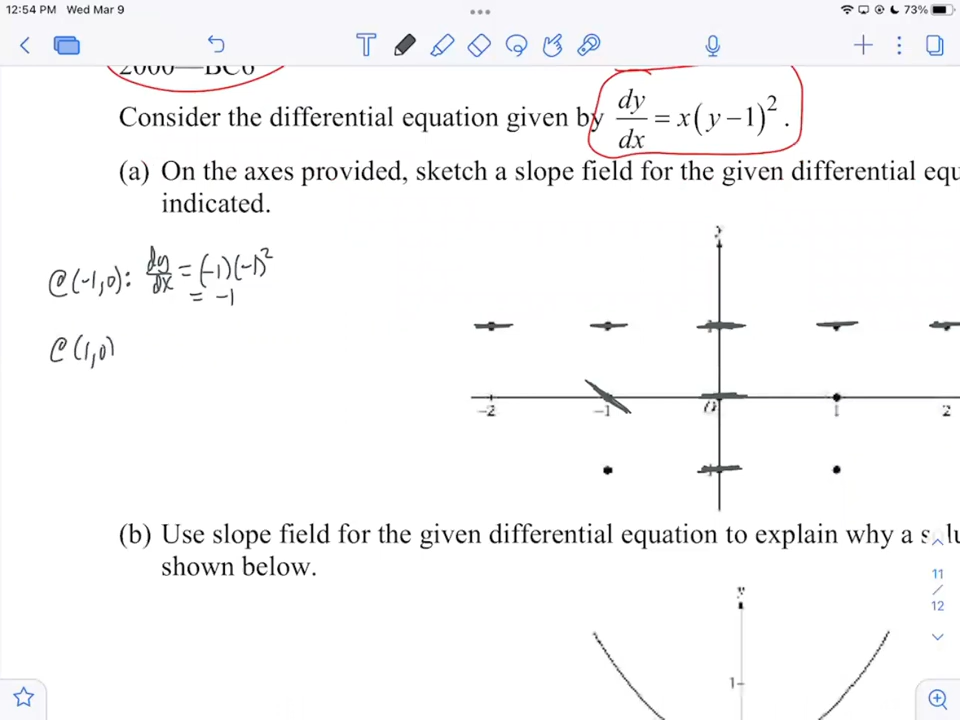 12:54 PM Wed Mar 9
73%
T
2000—BC6
Consider the differential equation given by dy/dx = x(y−1)².
(a) On the axes provided, sketch a slope field for the given differential equ
indicated.
@(-1,0): dy/dx = (-1)(-1)²
= -1
@(1,0)
y
1
−2 −1 O 1 2
−1
(b) Use slope field for the given differential equation to explain why a solu
shown below.
11
/
12
y
1